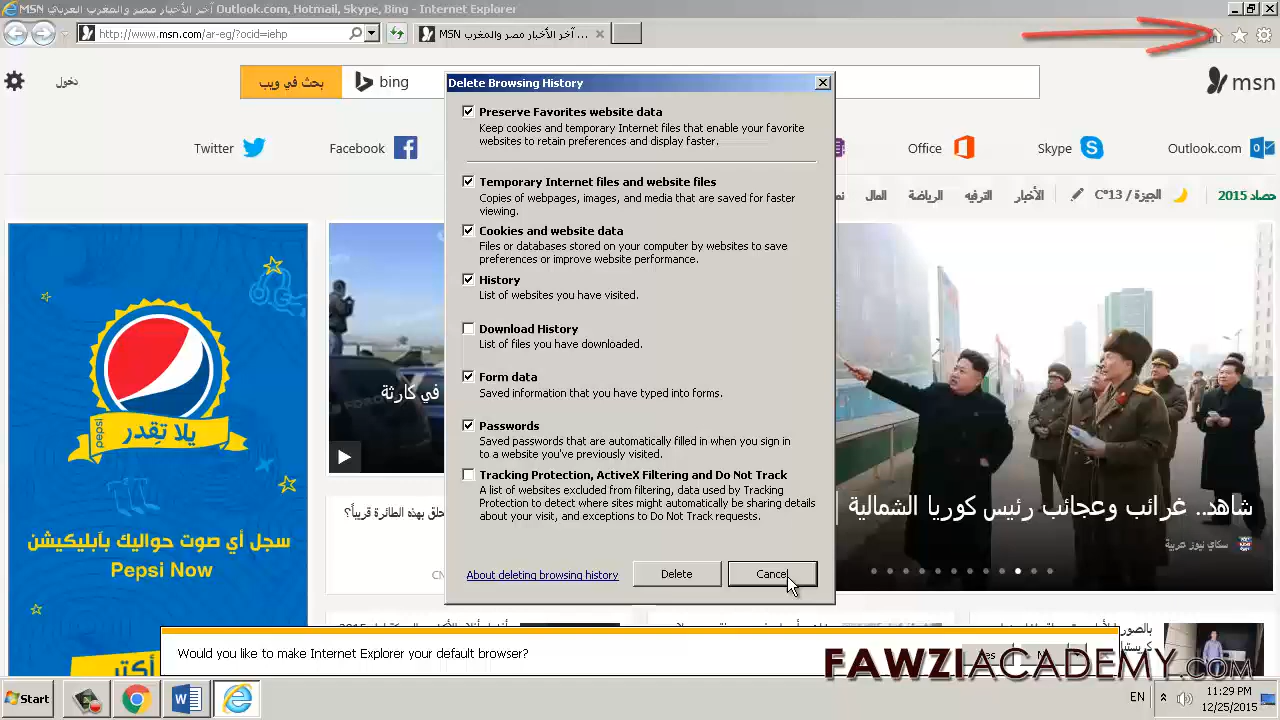 آخر الأخبار مصر والمغرب العربي MSN Outlook.com, Hotmail, Skype, Bing - Internet Explorer
http://www.msn.com/ar-eg/?ocid=iehp
MSN آخر الأخبار مصر والمغرب ...
دخول
بحث في ويب
bing
msn
Twitter
Facebook
Office
Skype
Outlook.com
حصاد 2015
الجيزة / 13°C
الأخبار
الترفيه
الرياضة
المال
Delete Browsing History
Preserve Favorites website data
Keep cookies and temporary Internet files that enable your favorite
websites to retain preferences and display faster.
Temporary Internet files and website files
Copies of webpages, images, and media that are saved for faster
viewing.
Cookies and website data
Files or databases stored on your computer by websites to save
preferences or improve website performance.
History
List of websites you have visited.
Download History
List of files you have downloaded.
Form data
Saved information that you have typed into forms.
Passwords
Saved passwords that are automatically filled in when you sign in
to a website you've previously visited.
Tracking Protection, ActiveX Filtering and Do Not Track
A list of websites excluded from filtering, data used by Tracking
Protection to detect where sites might automatically be sharing details
about your visit, and exceptions to Do Not Track requests.
About deleting browsing history
Delete
Cancel
pepsi
يلا تِقدر
سجل أي صوت حواليك بآبليكيشن
Pepsi Now
أكتر
في كارثة
حلق بهذه الطائرة قريباً؟
CN
شاهد.. غرائب وعجائب رئيس كوريا الشمالية
سكاي نيوز عربية
بالصور
Would you like to make Internet Explorer your default browser?
FAWZIACADEMY.COM
Start
EN
11:29 PM
12/25/2015